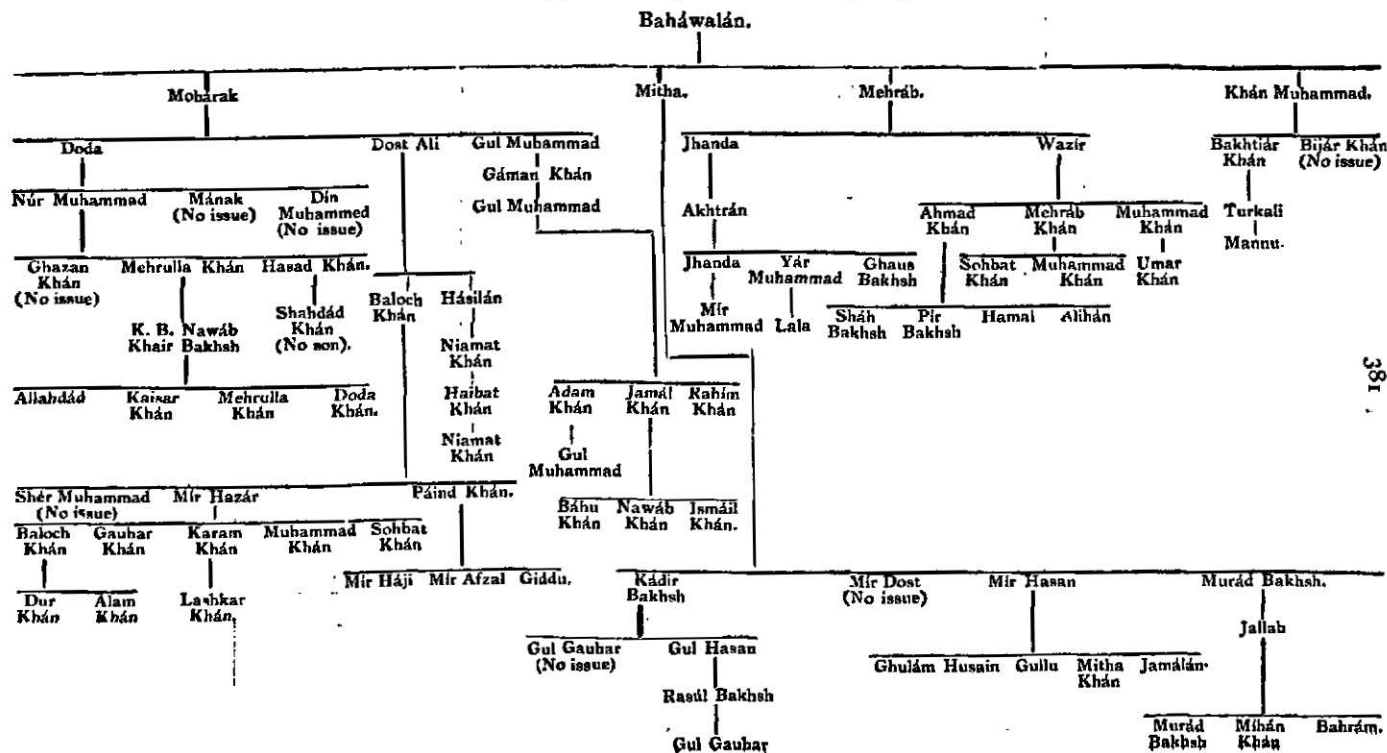 Baháwalán.
Mobárak Mitha. Mehráb. Khán Muhammad.
Doda Dost Ali Gul Muhammad Jhanda Wazír Bakhtiár Khán Bijár Khán (No issue)
Gáman Khán
Núr Muhammad Mának (No issue) Dín Muhammed (No issue) Gul Muhammad Akhtrán Ahmad Khán Mehráb Khán Muhammad Khán Turkali
Mannu.
Ghazan Khán (No issue) Mehrulla Khán Hasad Khán. Jhanda Yár Muhammad Ghaus Bakhsh Sohbat Khán Muhammad Khán Umar Khán
Baloch Khán Hásilán
Shahdád Khán (No son). Mír Muhammad Lala Sháh Bakhsh Pír Bakhsh Hamal Alihán
K. B. Nawáb Khair Bakhsh Niamat Khán
381
Allahdád Kaisar Khán Mehrulla Khán Doda Khán. Haibat Khán Adam Khán Jamál Khán Rahím Khán
Niamat Khán Gul Muhammad
Shér Muhammad (No issue) Mír Hazár Páind Khán. Báhu Khán Nawáb Khán Ismáil Khán.
Baloch Khán Gauhar Khán Karam Khán Muhammad Khán Sohbat Khán
Mír Háji Mír Afzal Giddu. Kádir Bakhsh Mír Dost (No issue) Mír Hasan Murád Bakhsh.
Dur Khán Alam Khán Lashkar Khán.
Jallab
Gul Gauhar (No issue) Gul Hasan Ghulám Husain Gullu Mitha Khán Jamálán.
Rasúl Bakhsh
Murád Bakhsh Mihán Khán Bahrám.
Gul Gauhar